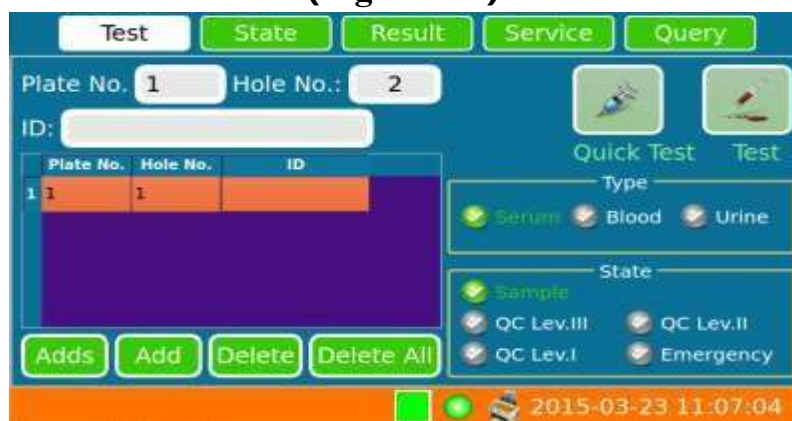 Test State Result Service Query
Plate No. 1 Hole No.: 2
ID:
Quick Test Test
Plate No. Hole No. ID
1 1 1
Type
Serum Blood Urine
State
Sample
QC Lev.III QC Lev.II
QC Lev.I Emergency
Adds Add Delete Delete All
2015-03-23 11:07:04